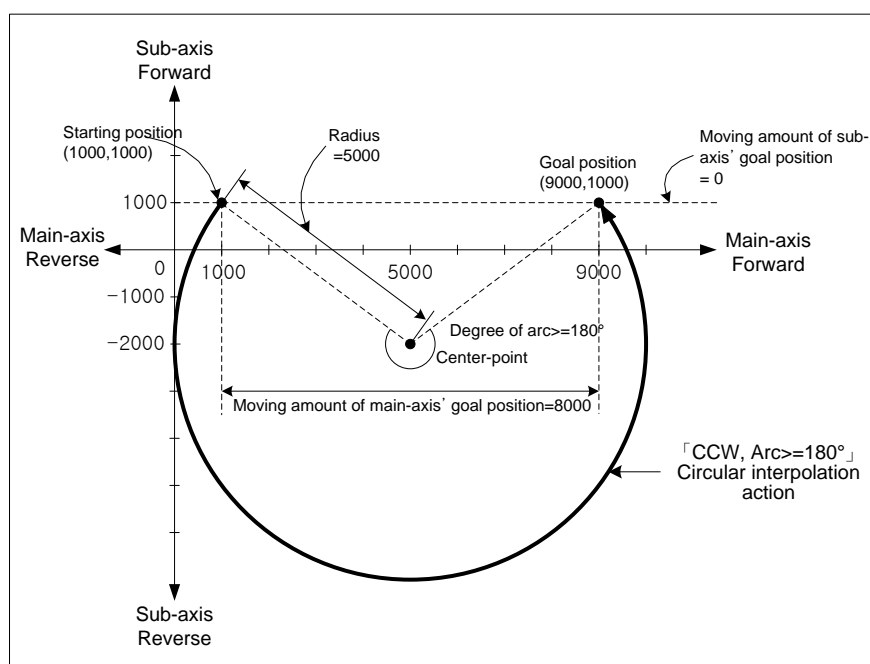 Sub-axis
Forward
Starting position
(1000,1000)
Radius
=5000
Goal position
(9000,1000)
Moving amount of sub-
axis’ goal position
= 0
1000
Main-axis
Reverse
0
1000
5000
9000
Main-axis
Forward
−1000
−2000
Degree of arc>=180°
Center-point
Moving amount of main-axis’ goal position=8000
「CCW, Arc>=180°」
Circular interpolation
action
Sub-axis
Reverse